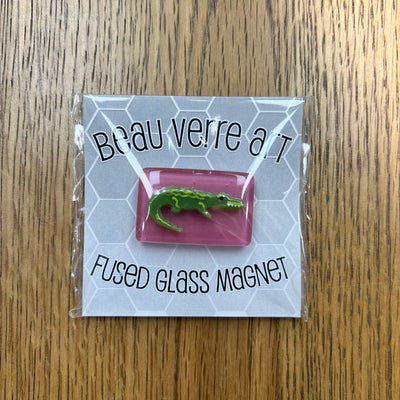 Beau verre art
Fused Glass Magnet